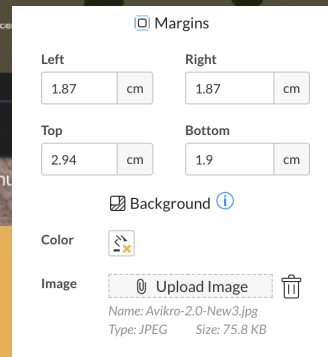 Margins
Left Right
1.87 cm 1.87 cm
Top Bottom
2.94 cm 1.9 cm
Background
Color
Image Upload Image
Name: Avikro-2.0-New3.jpg
Type: JPEG Size: 75.8 KB